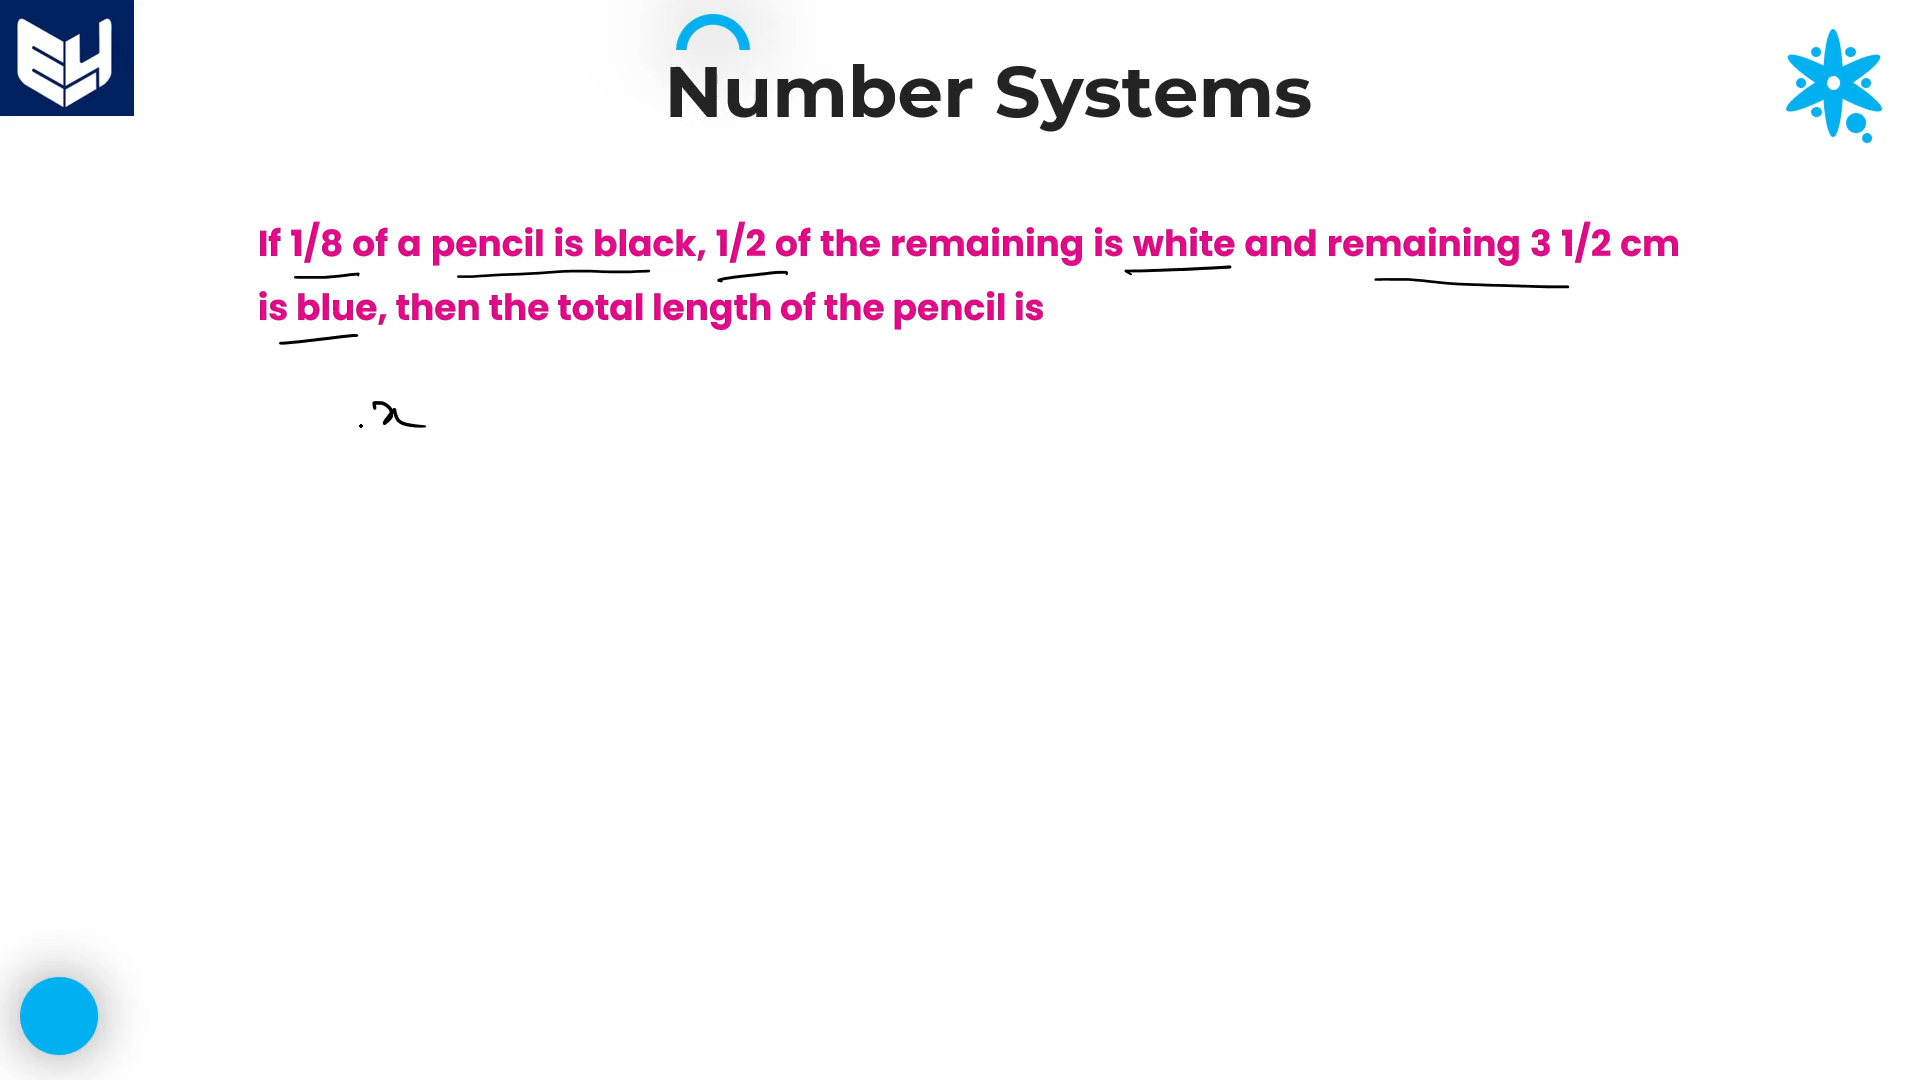 Number Systems
If 1/8 of a pencil is black, 1/2 of the remaining is white and remaining 3 1/2 cm
is blue, then the total length of the pencil is
x